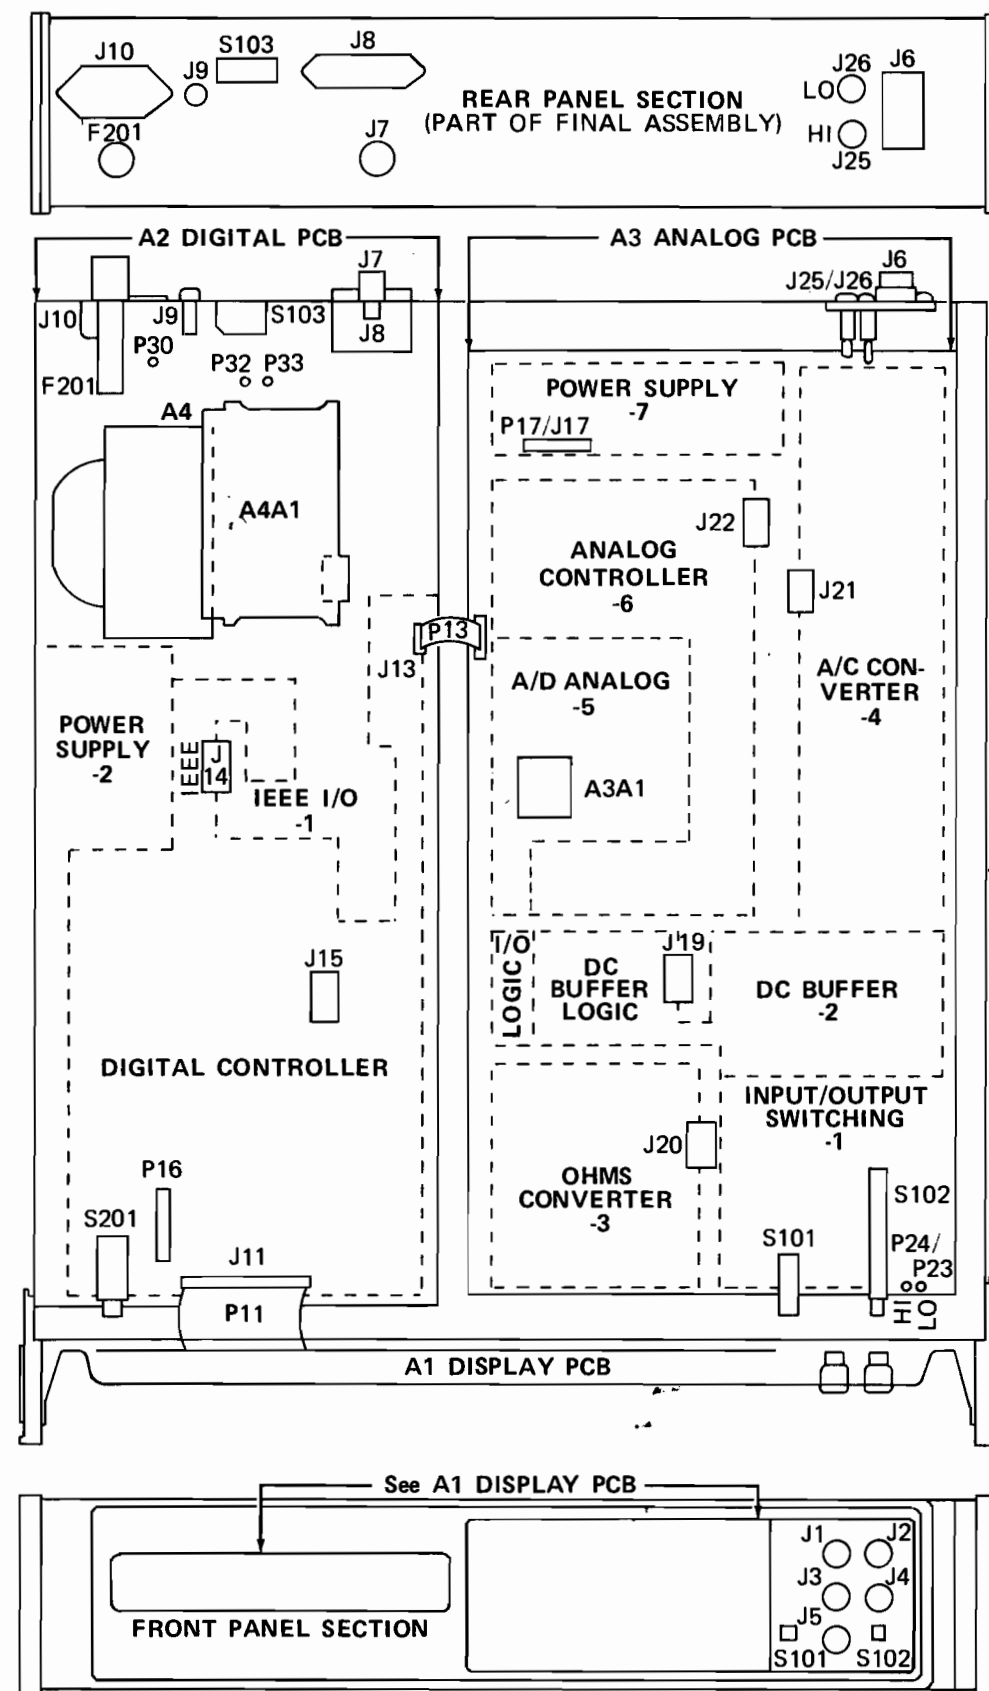 J10
S103
J8
J9
J26
J6
LO
REAR PANEL SECTION
(PART OF FINAL ASSEMBLY)
F201
J7
HI
J25
A2 DIGITAL PCB
A3 ANALOG PCB
J7
J6
J25/J26
J10
J9
S103
J8
P30
P32
P33
F201
A4
A4A1
POWER SUPPLY
-7
P17/J17
J22
ANALOG
CONTROLLER
-6
J21
P13
J13
A/D ANALOG
-5
A/C CON-
VERTER
-4
POWER
SUPPLY
-2
IEEE
J
14
IEEE I/O
-1
A3A1
I/O
LOGIC
DC
BUFFER
LOGIC
J19
DC BUFFER
-2
J15
DIGITAL CONTROLLER
INPUT/OUTPUT
SWITCHING
-1
J20
OHMS
CONVERTER
-3
P16
S201
J11
P11
S101
S102
P24/
P23
HI
LO
A1 DISPLAY PCB
See A1 DISPLAY PCB
J1
J2
J3
J4
J5
FRONT PANEL SECTION
S101
S102